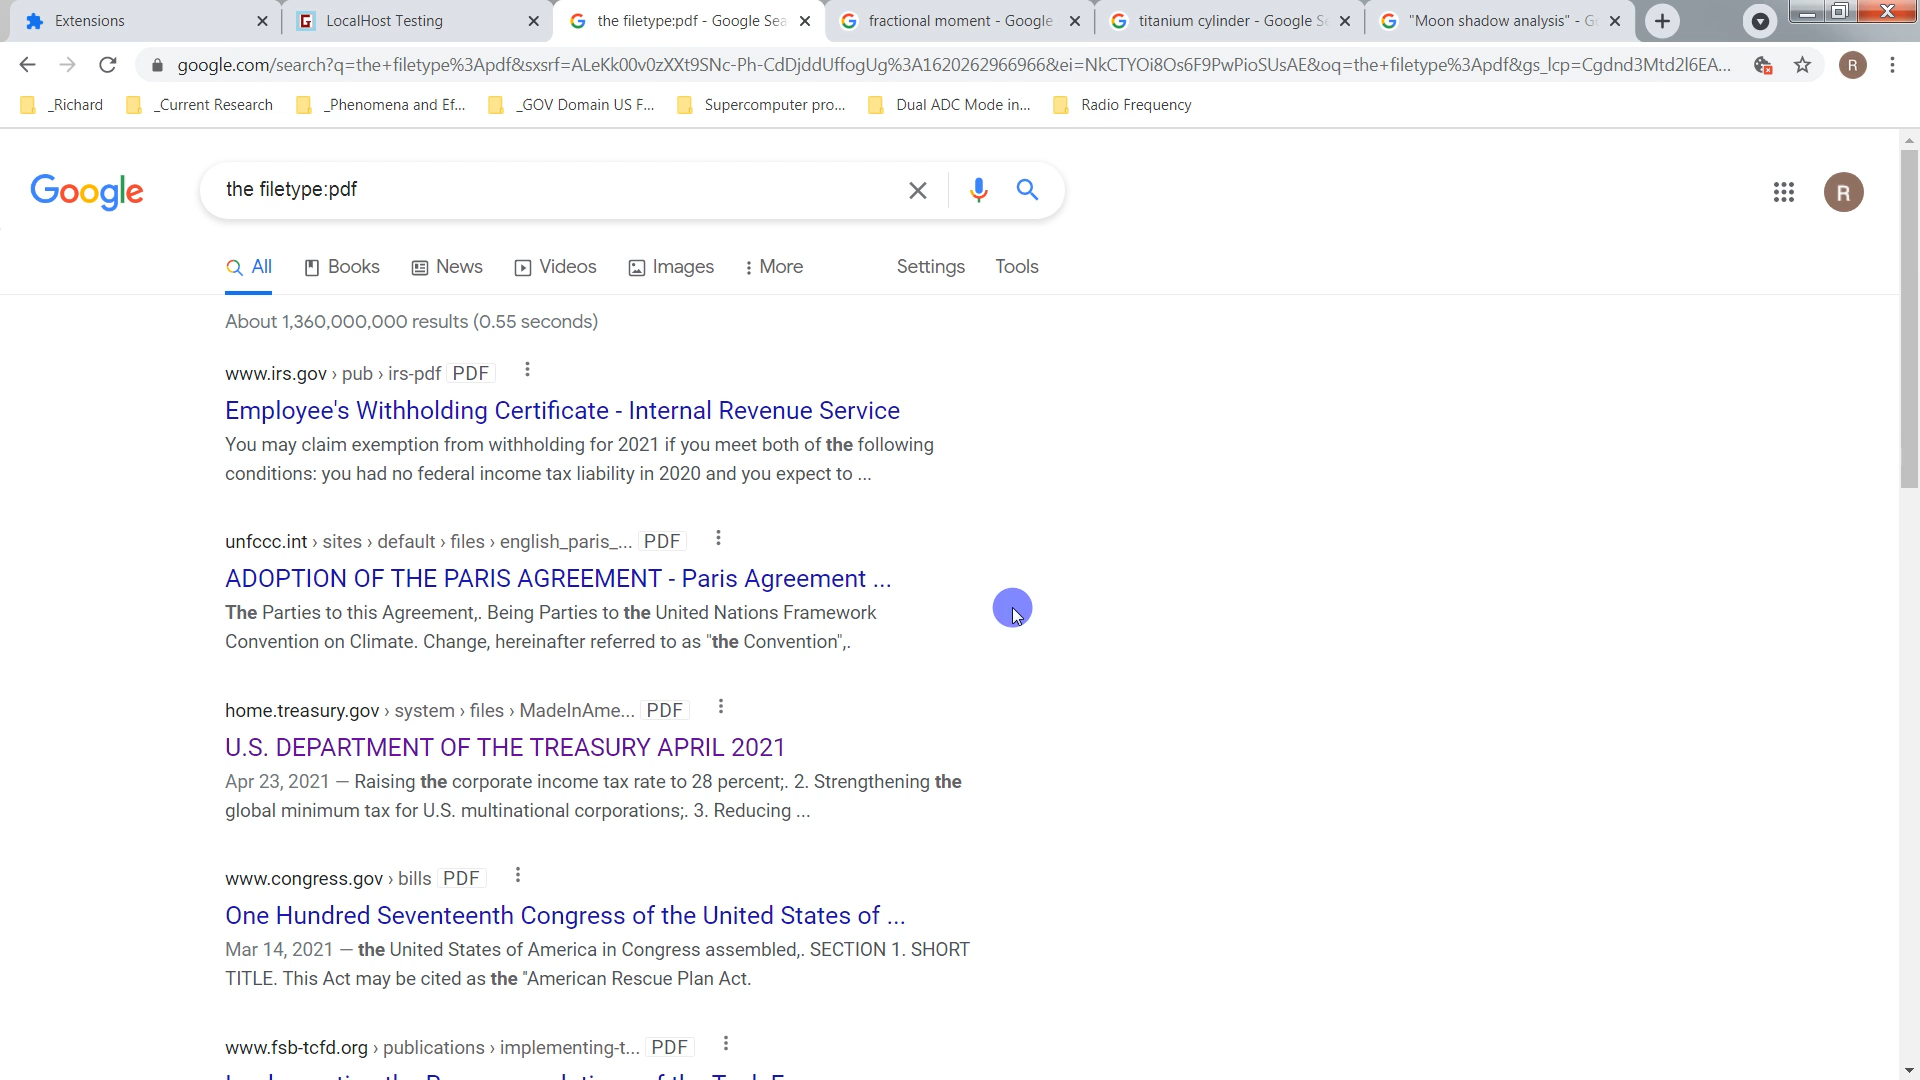 Extensions
LocalHost Testing
the filetype:pdf - Google Sea
fractional moment - Google
titanium cylinder - Google S
"Moon shadow analysis" - G
google.com/search?q=the+filetype%3Apdf&sxsrf=ALeKk00v0zXXt9SNc-Ph-CdDjddUffogUg%3A1620262966966&ei=NkCTYOi8Os6F9PwPioSUsAE&oq=the+filetype%3Apdf&gs_lcp=Cgdnd3Mtd2l6EA...
R
_Richard
_Current Research
_Phenomena and Ef...
_GOV Domain US F...
Supercomputer pro...
Dual ADC Mode in...
Radio Frequency
Google
the filetype:pdf
R
All
Books
News
Videos
Images
More
Settings
Tools
About 1,360,000,000 results (0.55 seconds)
www.irs.gov › pub › irs-pdf PDF
Employee's Withholding Certificate - Internal Revenue Service
You may claim exemption from withholding for 2021 if you meet both of the following
conditions: you had no federal income tax liability in 2020 and you expect to ...
unfccc.int › sites › default › files › english_paris_... PDF
ADOPTION OF THE PARIS AGREEMENT - Paris Agreement ...
The Parties to this Agreement,. Being Parties to the United Nations Framework
Convention on Climate. Change, hereinafter referred to as "the Convention",.
home.treasury.gov › system › files › MadeInAme... PDF
U.S. DEPARTMENT OF THE TREASURY APRIL 2021
Apr 23, 2021 — Raising the corporate income tax rate to 28 percent;. 2. Strengthening the
global minimum tax for U.S. multinational corporations;. 3. Reducing ...
www.congress.gov › bills PDF
One Hundred Seventeenth Congress of the United States of ...
Mar 14, 2021 — the United States of America in Congress assembled,. SECTION 1. SHORT
TITLE. This Act may be cited as the "American Rescue Plan Act.
www.fsb-tcfd.org › publications › implementing-t... PDF